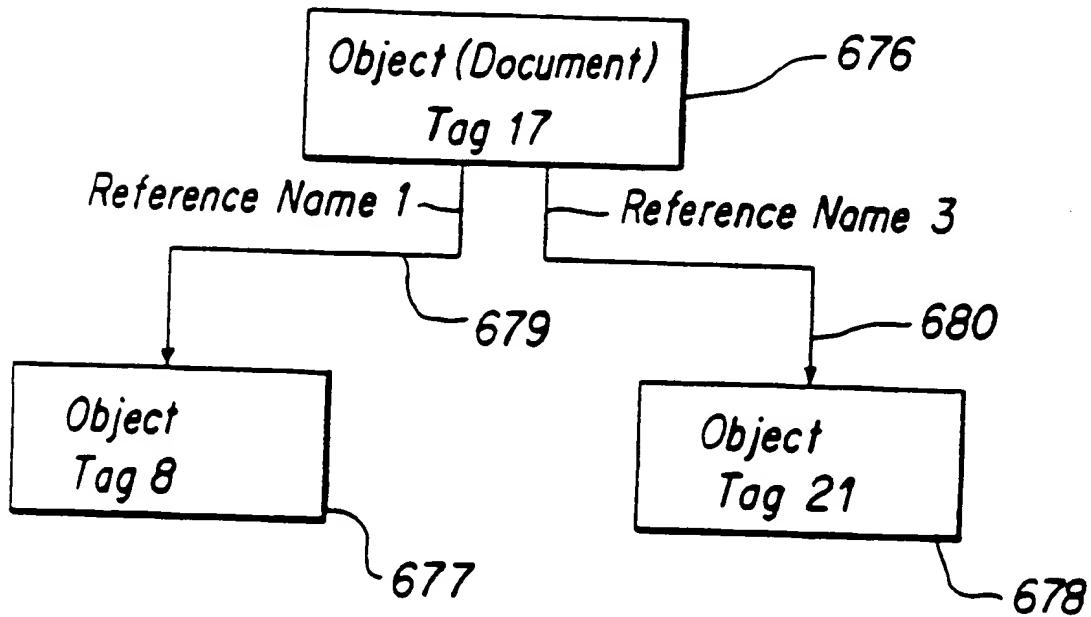 Object (Document)
Tag 17
676
Reference Name 1
Reference Name 3
679
680
Object
Tag 8
Object
Tag 21
677
678